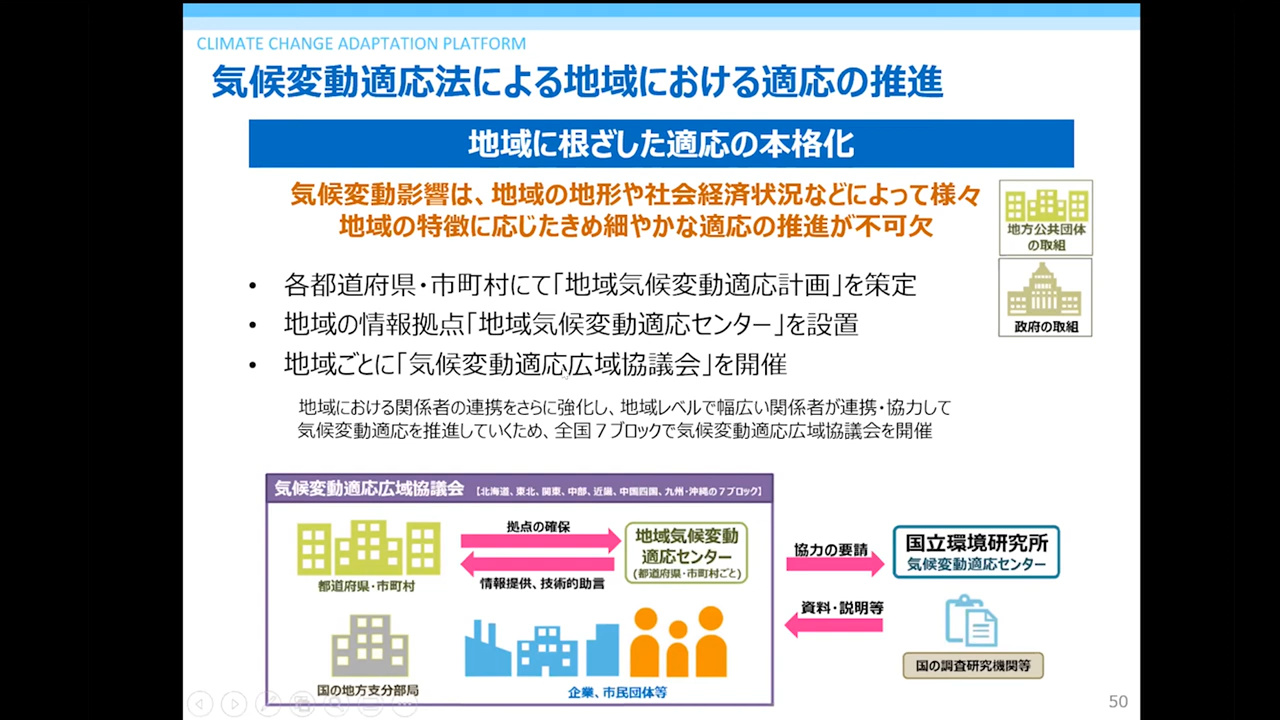 CLIMATE CHANGE ADAPTATION PLATFORM
気候変動適応法による地域における適応の推進
地域に根ざした適応の本格化
気候変動影響は、地域の地形や社会経済状況などによって様々
地域の特徴に応じたきめ細やかな適応の推進が不可欠
地方公共団体
の取組
政府の取組
• 各都道府県・市町村にて「地域気候変動適応計画」を策定
• 地域の情報拠点「地域気候変動適応センター」を設置
• 地域ごとに「気候変動適応広域協議会」を開催
地域における関係者の連携をさらに強化し、地域レベルで幅広い関係者が連携・協力して
気候変動適応を推進していくため、全国７ブロックで気候変動適応広域協議会を開催
気候変動適応広域協議会 【北海道、東北、関東、中部、近畿、中国四国、九州・沖縄の７ブロック】
都道府県・市町村
拠点の確保
情報提供、技術的助言
地域気候変動
適応センター
(都道府県・市町村ごと)
国の地方支分部局
企業、市民団体等
協力の要請
資料・説明等
国立環境研究所
気候変動適応センター
国の調査研究機関等
50